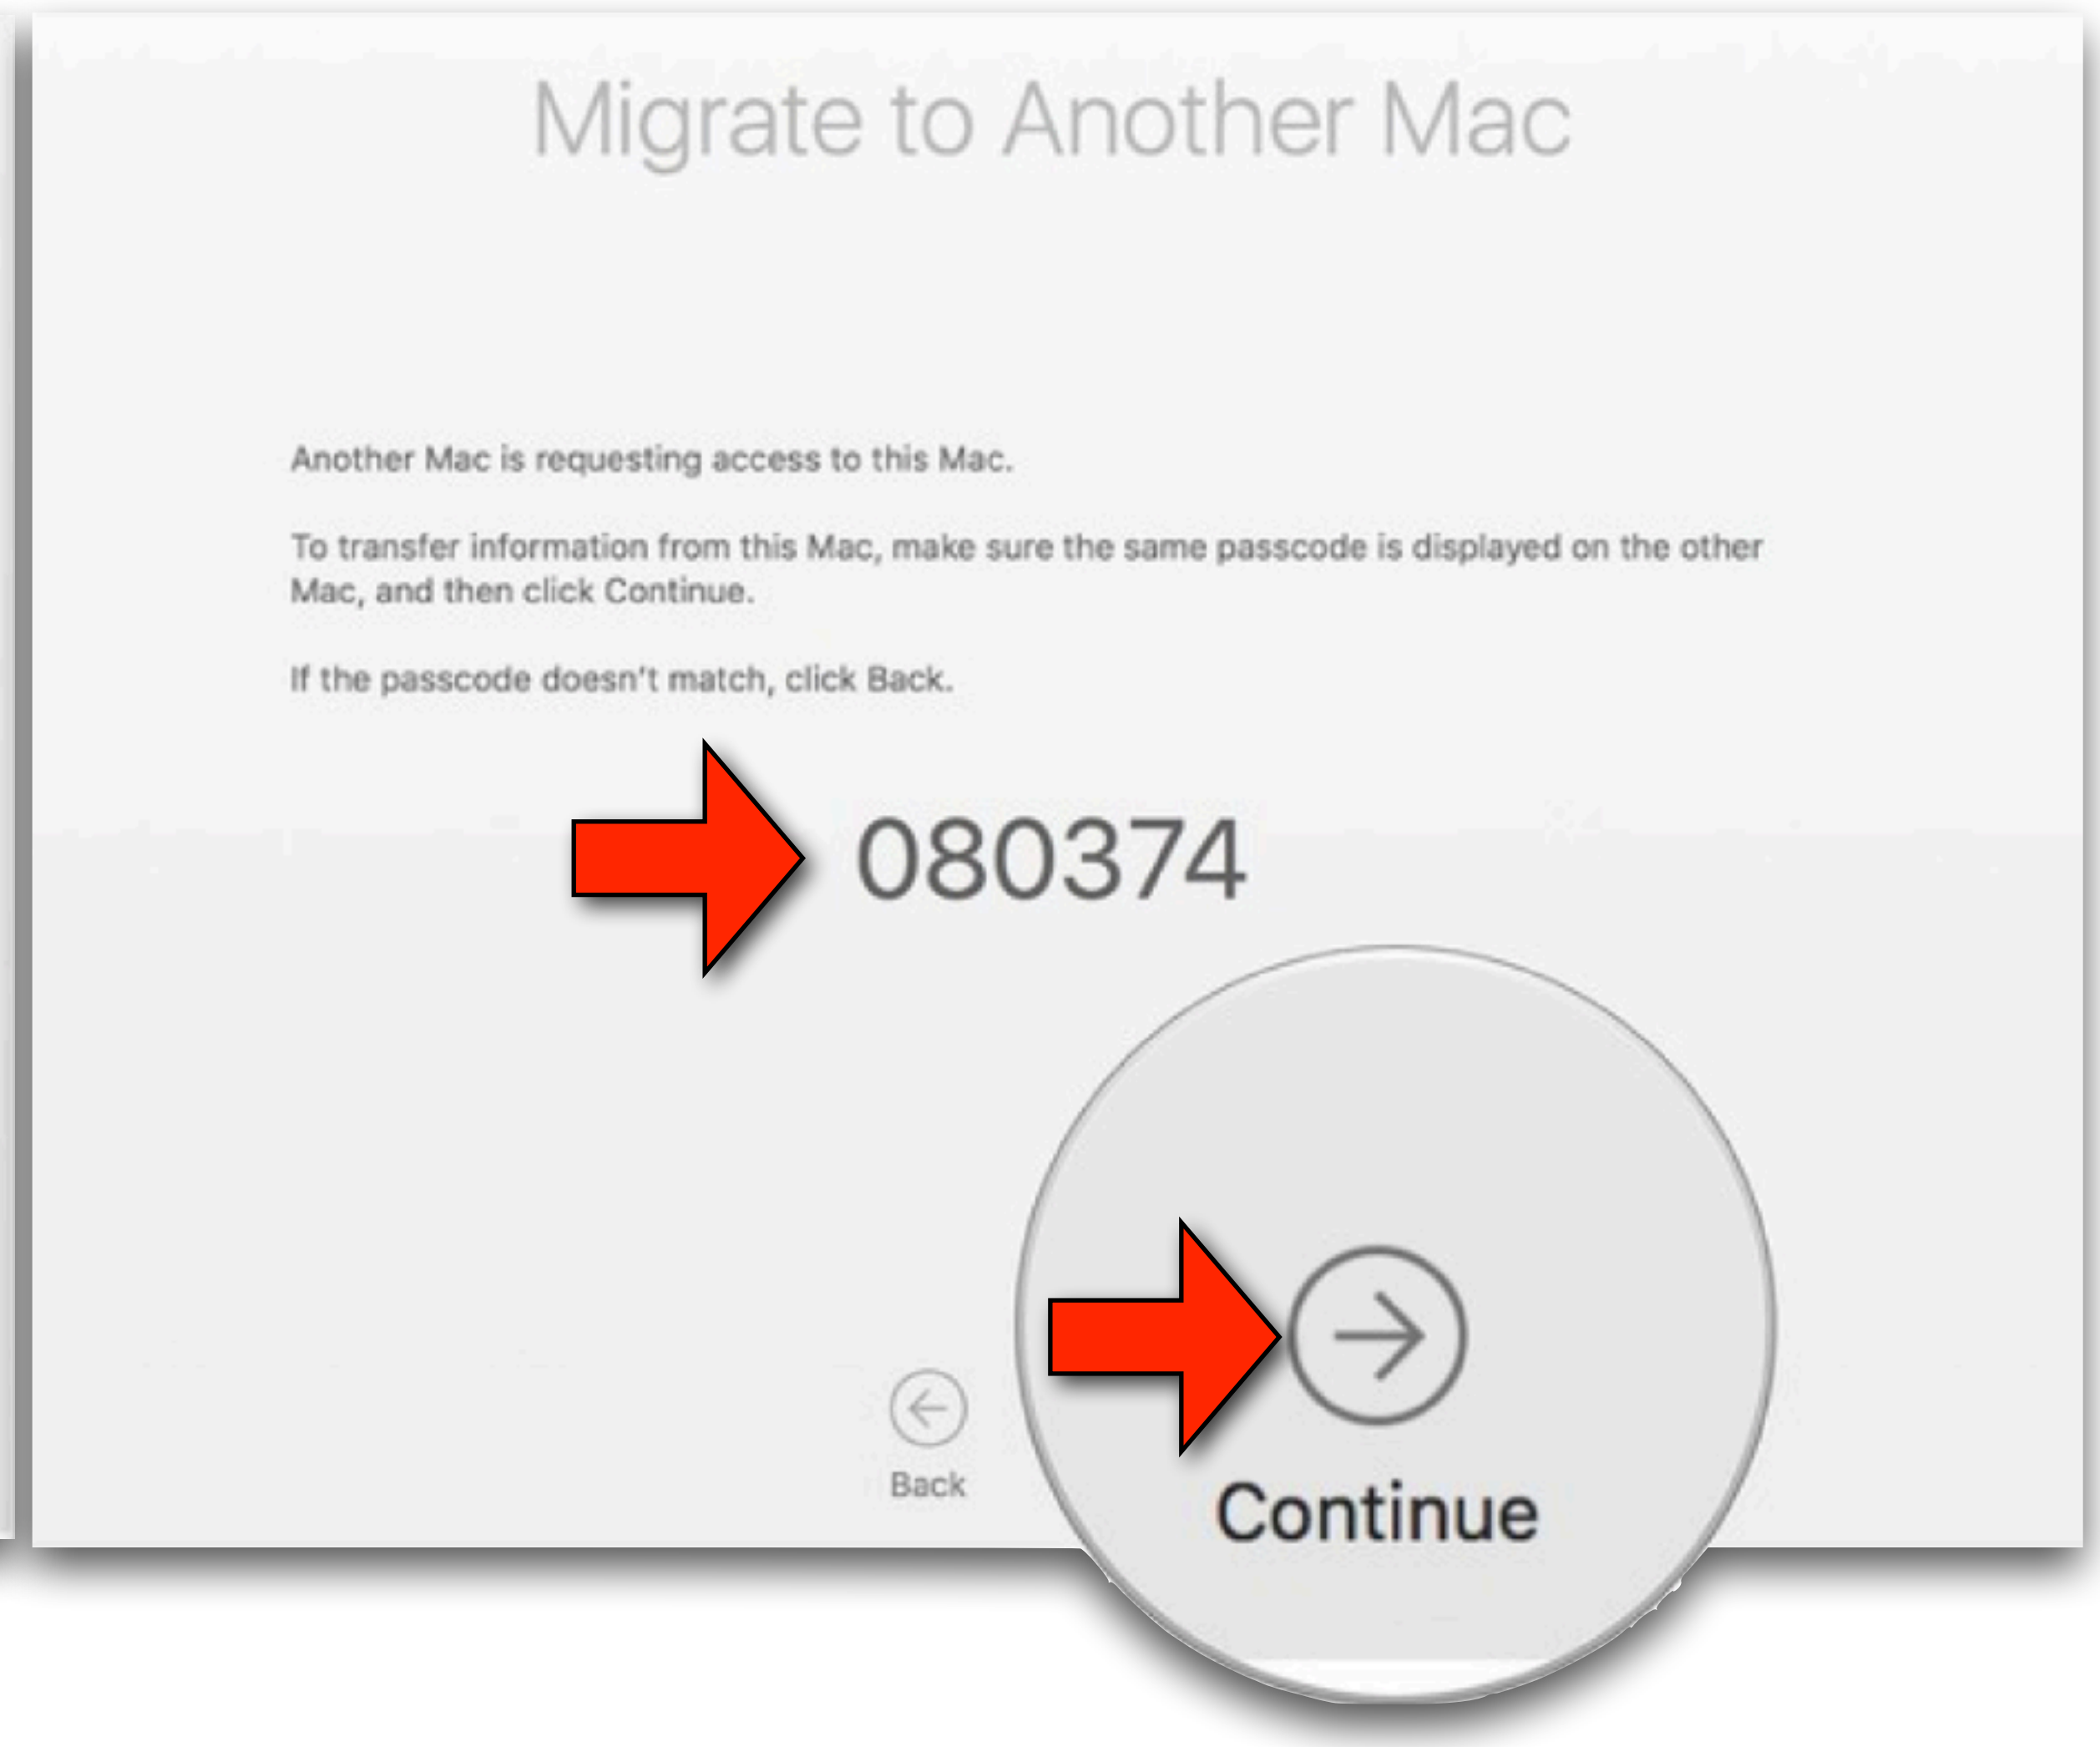 Migrate to Another Mac
Another Mac is requesting access to this Mac.
To transfer information from this Mac, make sure the same passcode is displayed on the other
Mac, and then click Continue.
If the passcode doesn't match, click Back.
080374
Back
Continue